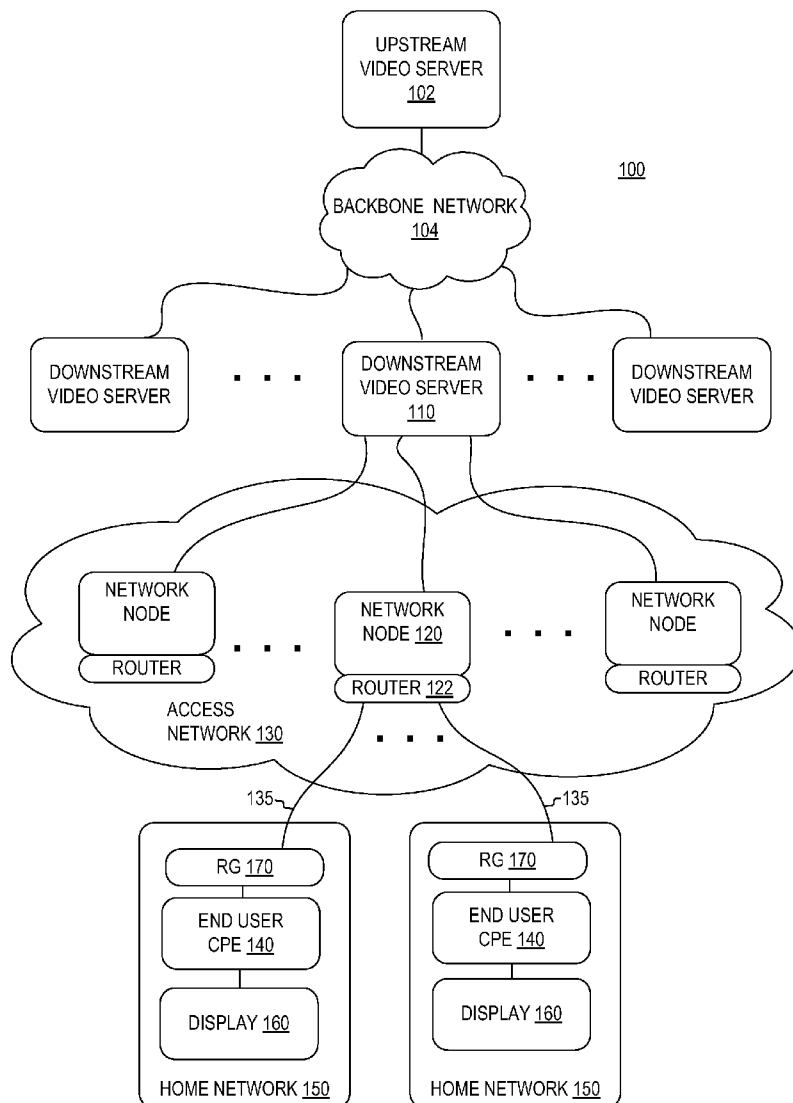 UPSTREAM
VIDEO SERVER
102
100
BACKBONE NETWORK
104
DOWNSTREAM
VIDEO SERVER
DOWNSTREAM
VIDEO SERVER
110
DOWNSTREAM
VIDEO SERVER
NETWORK
NODE
ROUTER
NETWORK
NODE 120
ROUTER 122
NETWORK
NODE
ROUTER
ACCESS
NETWORK 130
135
135
RG 170
END USER
CPE 140
DISPLAY 160
HOME NETWORK 150
RG 170
END USER
CPE 140
DISPLAY 160
HOME NETWORK 150